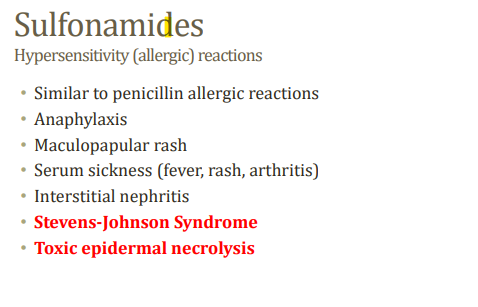 Sulfonamides
Hypersensitivity (allergic) reactions
• Similar to penicillin allergic reactions
• Anaphylaxis
• Maculopapular rash
• Serum sickness (fever, rash, arthritis)
• Interstitial nephritis
• Stevens-Johnson Syndrome
• Toxic epidermal necrolysis